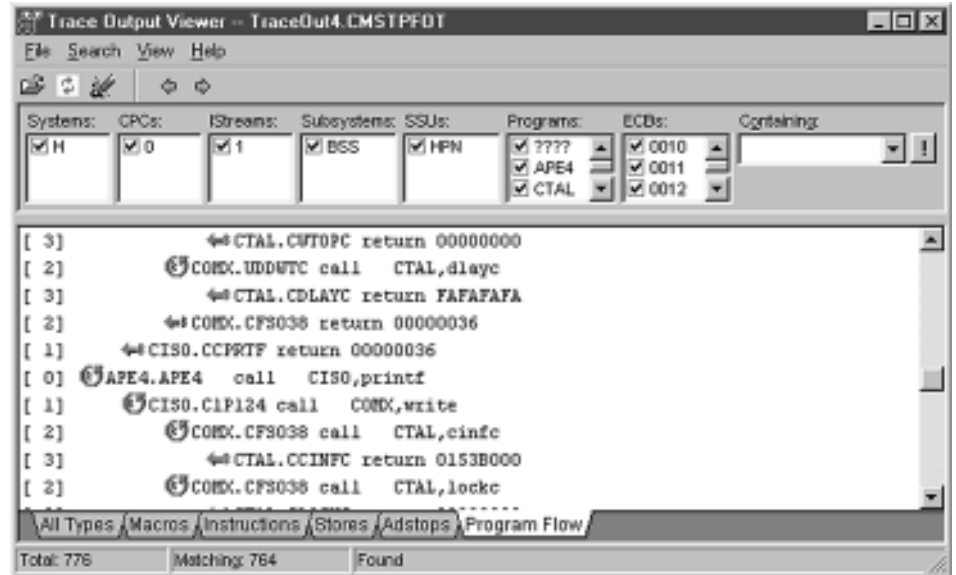 Trace Output Viewer -- TraceOut4.CMSTPFDT
File Search View Help
Systems: CPCs: IStreams: Subsystems: SSUs: Programs: ECBs: Containing:
H 0 1 BSS HPN ???? 0010 !
APE4 0011
CTAL 0012
[ 3] CTAL.CUTOPC return 00000000
[ 2] COMX.UDDUTC call CTAL,dlayc
[ 3] CTAL.CDLAYC return FAFAFAFA
[ 2] COMX.CFS038 return 00000036
[ 1] CISO.CCPRTF return 00000036
[ 0] APE4.APE4 call CISO,printf
[ 1] CISO.C1P124 call COMX,write
[ 2] COMX.CFS038 call CTAL,cinfc
[ 3] CTAL.CCINFC return 0153B000
[ 2] COMX.CFS038 call CTAL,lockc
All Types Macros Instructions Stores Adstops Program Flow
Total: 776 Matching: 764 Found